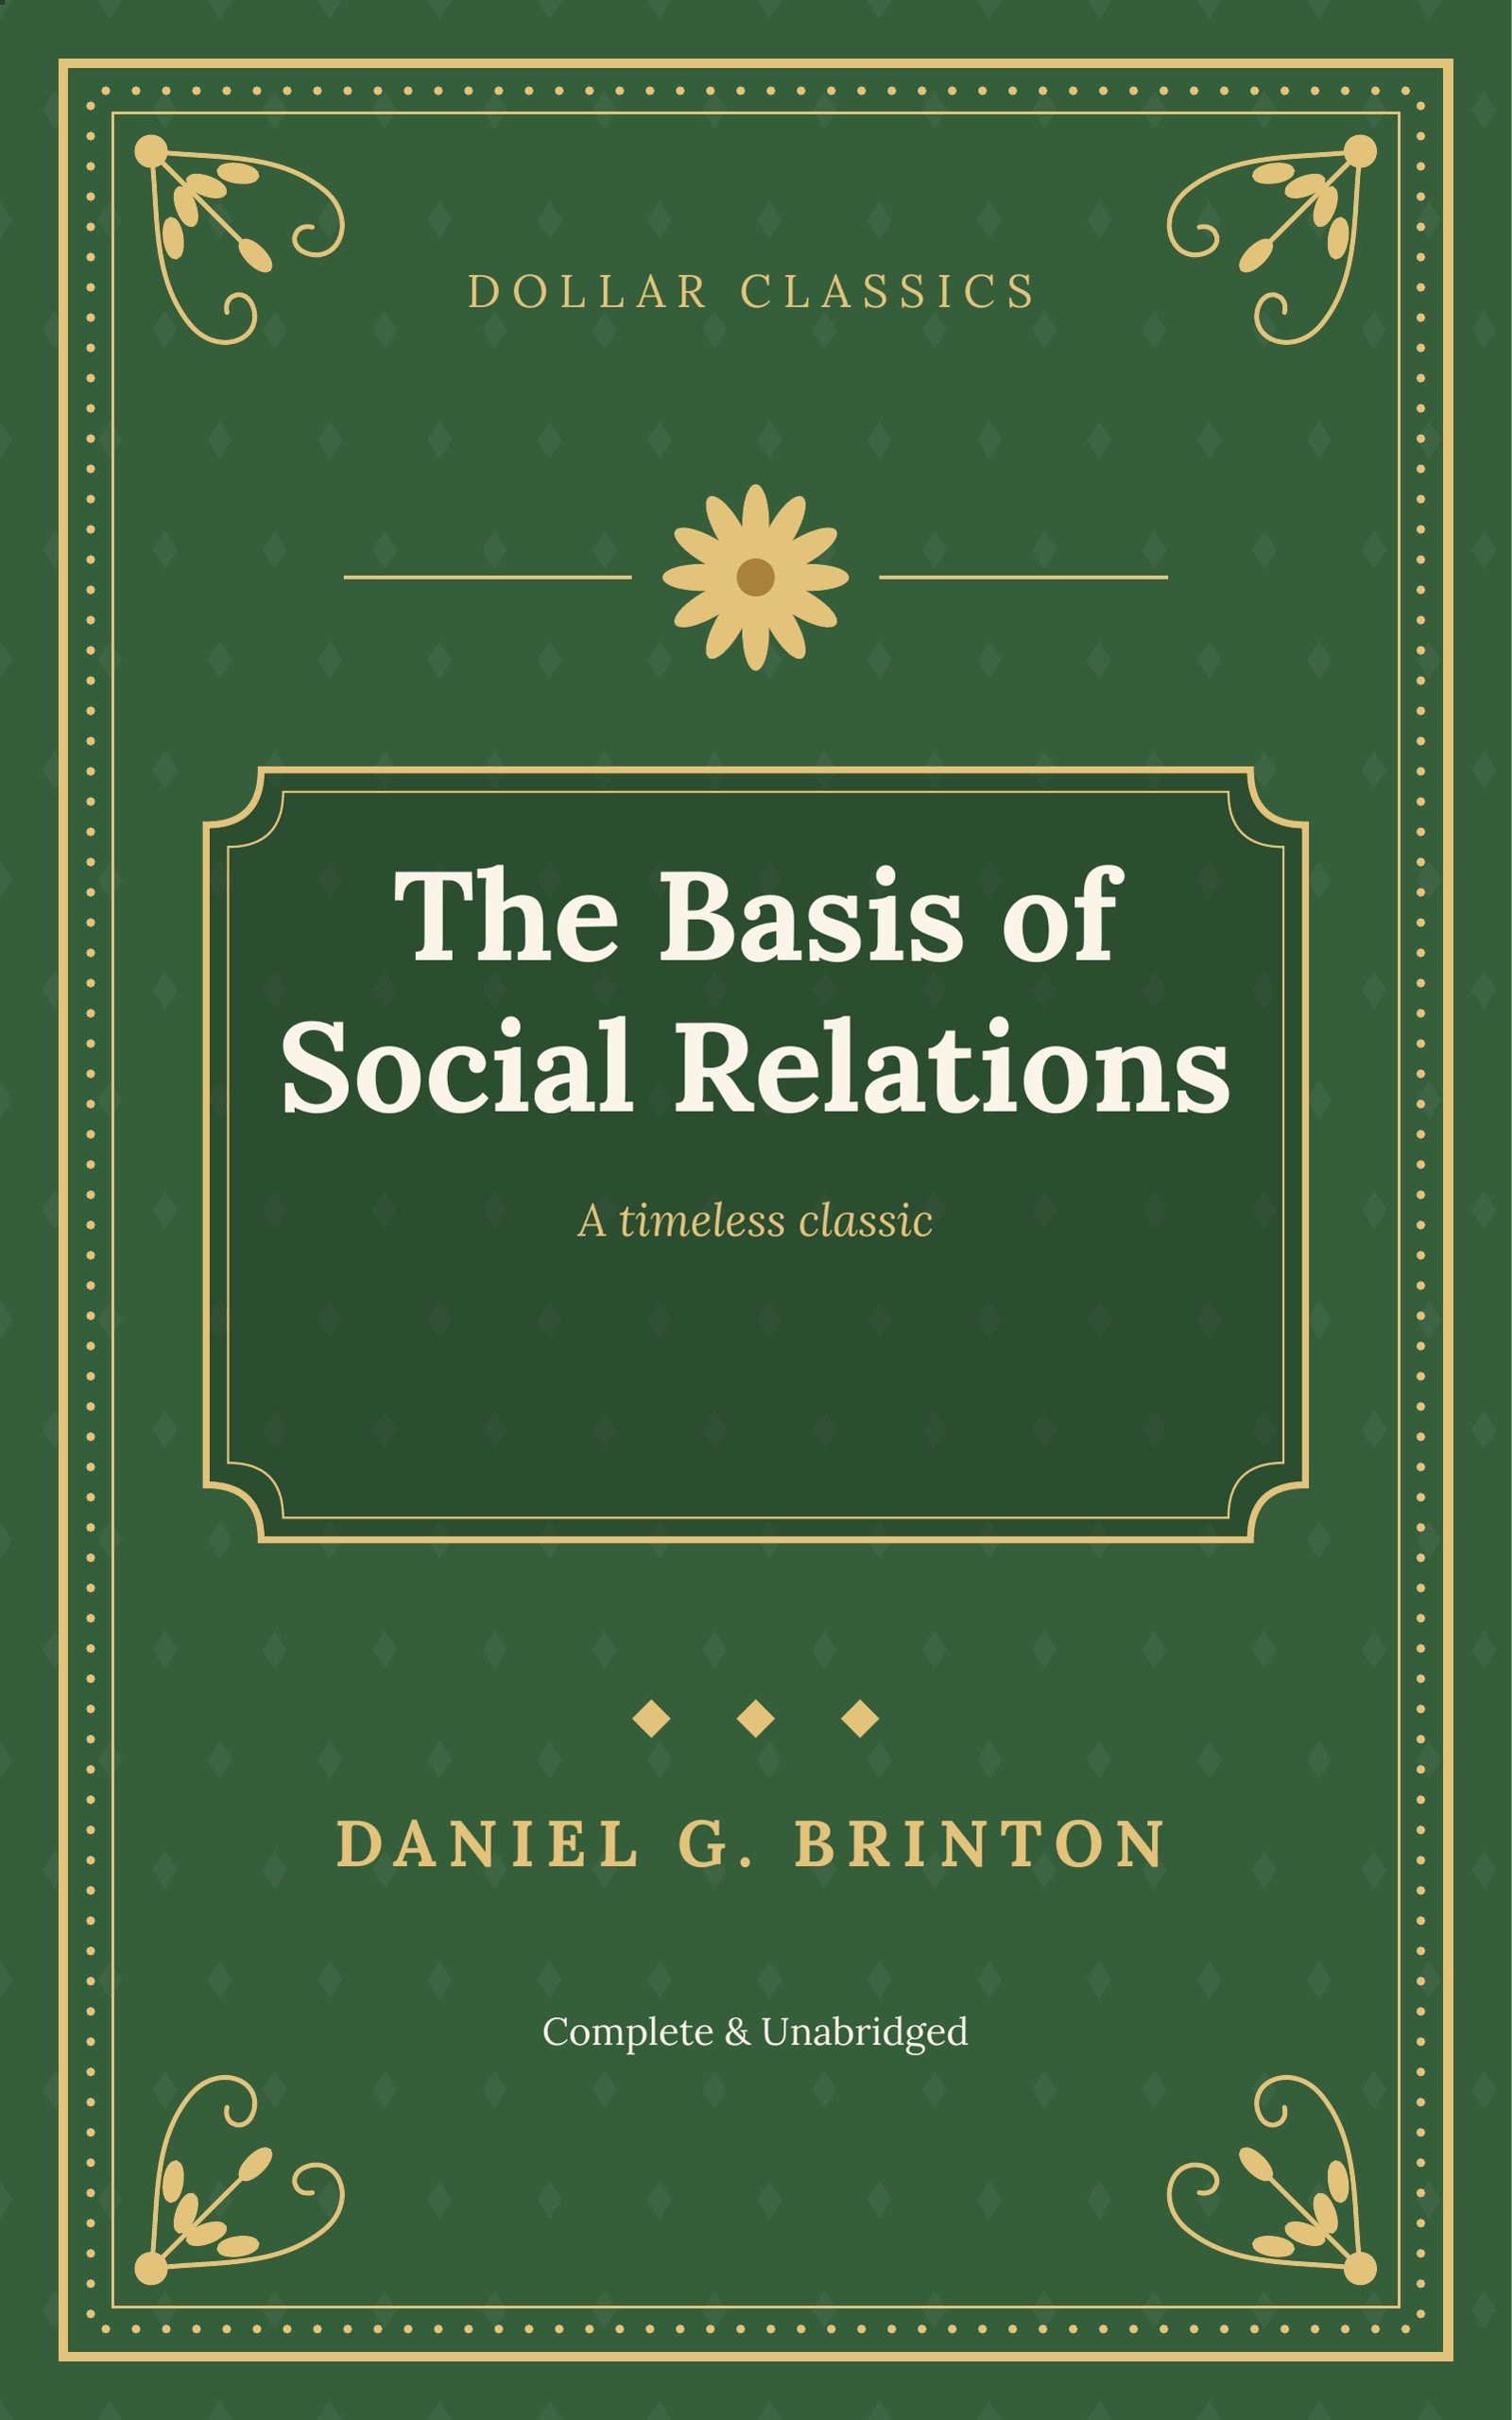 DOLLAR CLASSICS
The Basis of
Social Relations
A timeless classic
DANIEL G. BRINTON
Complete & Unabridged